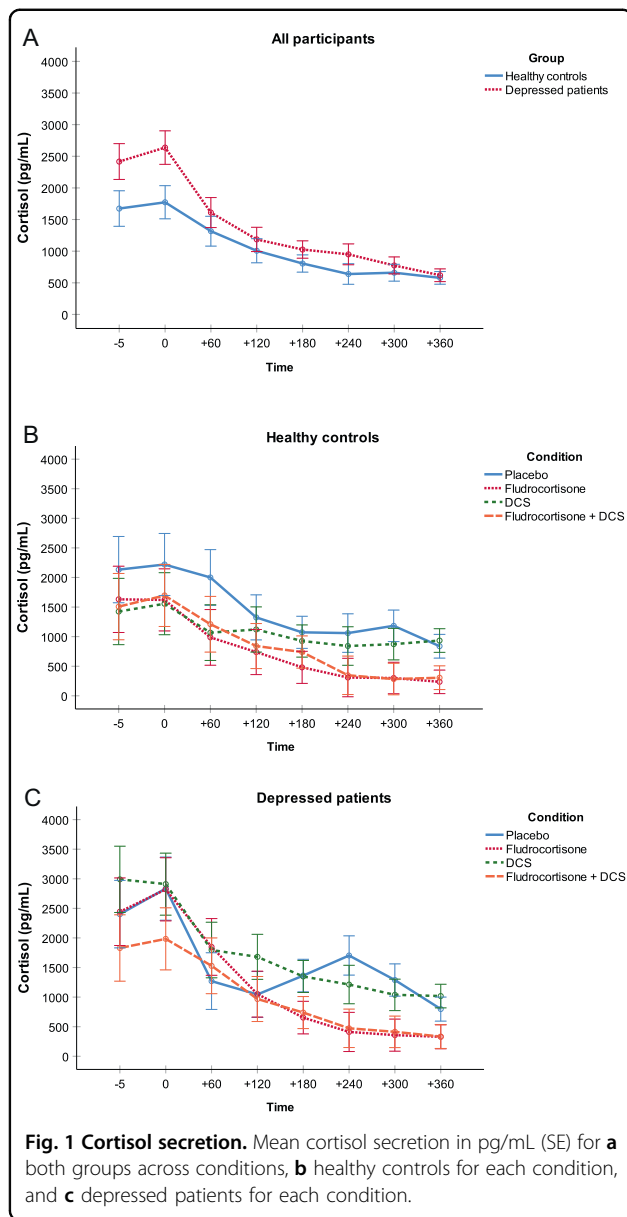 A
All participants
Group
Healthy controls
Depressed patients
Cortisol (pg/mL)
4000
3500
3000
2500
2000
1500
1000
500
0
-5 0 +60 +120 +180 +240 +300 +360
Time
B
Healthy controls
Condition
Placebo
Fludrocortisone
DCS
Fludrocortisone + DCS
Cortisol (pg/mL)
4000
3500
3000
2500
2000
1500
1000
500
0
-5 0 +60 +120 +180 +240 +300 +360
Time
C
Depressed patients
Condition
Placebo
Fludrocortisone
DCS
Fludrocortisone + DCS
Cortisol (pg/mL)
4000
3500
3000
2500
2000
1500
1000
500
0
-5 0 +60 +120 +180 +240 +300 +360
Time
Fig. 1 Cortisol secretion. Mean cortisol secretion in pg/mL (SE) for a
both groups across conditions, b healthy controls for each condition,
and c depressed patients for each condition.